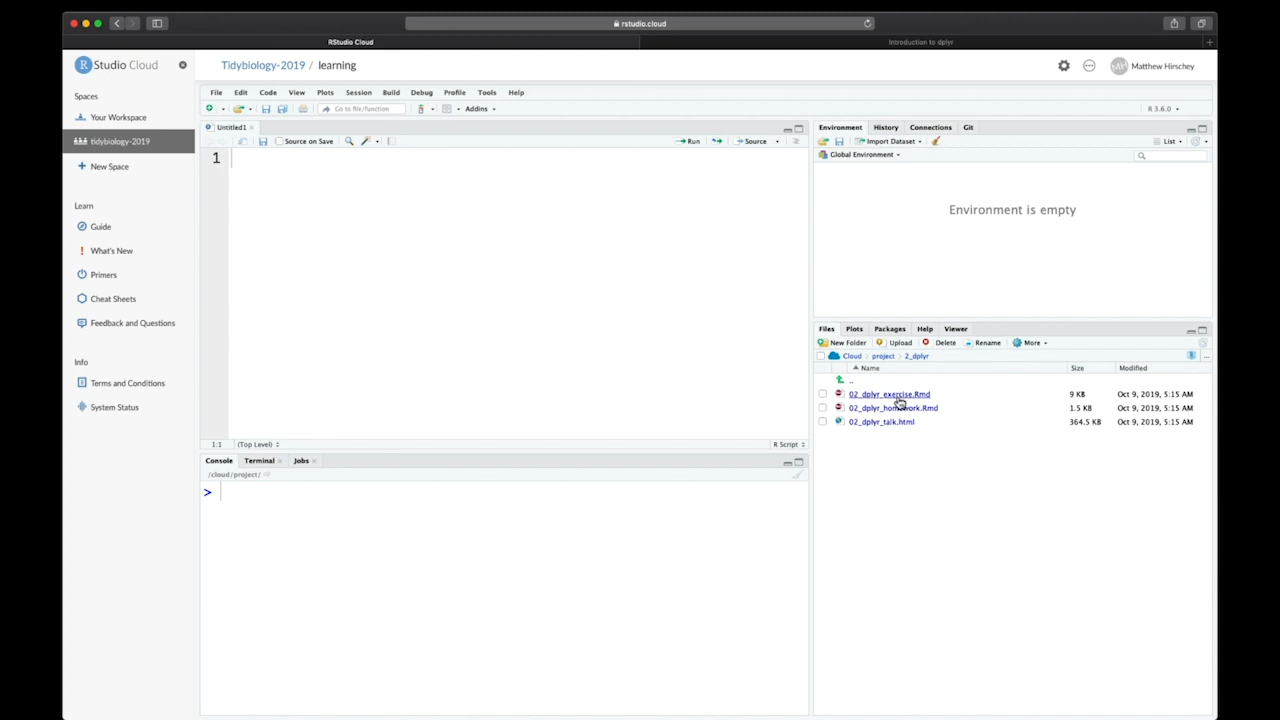 rstudio.cloud
RStudio Cloud
Introduction to dplyr
R Studio Cloud
Tidybiology-2019 / learning
Matthew Hirschey
Spaces
Your Workspace
tidybiology-2019
New Space
Learn
Guide
What's New
Primers
Cheat Sheets
Feedback and Questions
Info
Terms and Conditions
System Status
File Edit Code View Plots Session Build Debug Profile Tools Help
Go to file/function
Addins
R 3.6.0
Untitled1
Source on Save
Run
Source
1
1:1
(Top Level)
R Script
Console Terminal Jobs
/cloud/project/
>
Environment History Connections Git
Import Dataset
List
Global Environment
Environment is empty
Files Plots Packages Help Viewer
New Folder Upload Delete Rename More
Cloud project 2_dplyr
Name Size Modified
..
02_dplyr_exercise.Rmd 9 KB Oct 9, 2019, 5:15 AM
02_dplyr_homework.Rmd 1.5 KB Oct 9, 2019, 5:15 AM
02_dplyr_talk.html 364.5 KB Oct 9, 2019, 5:15 AM